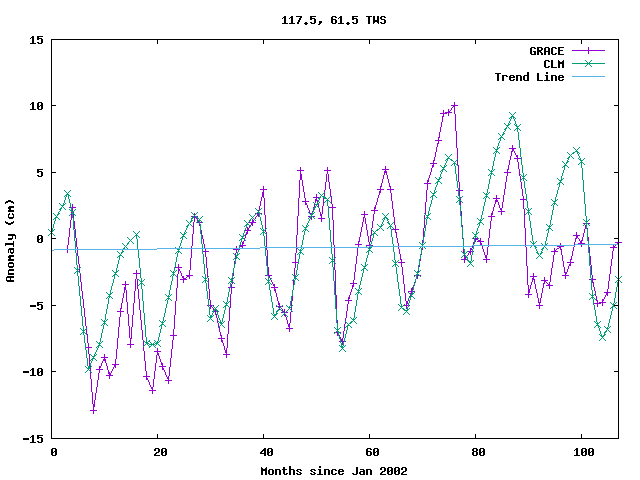 117.5, 61.5 TWS
GRACE
CLM
Trend Line
15
10
5
0
-5
-10
-15
Anomaly (cm)
0 20 40 60 80 100
Months since Jan 2002